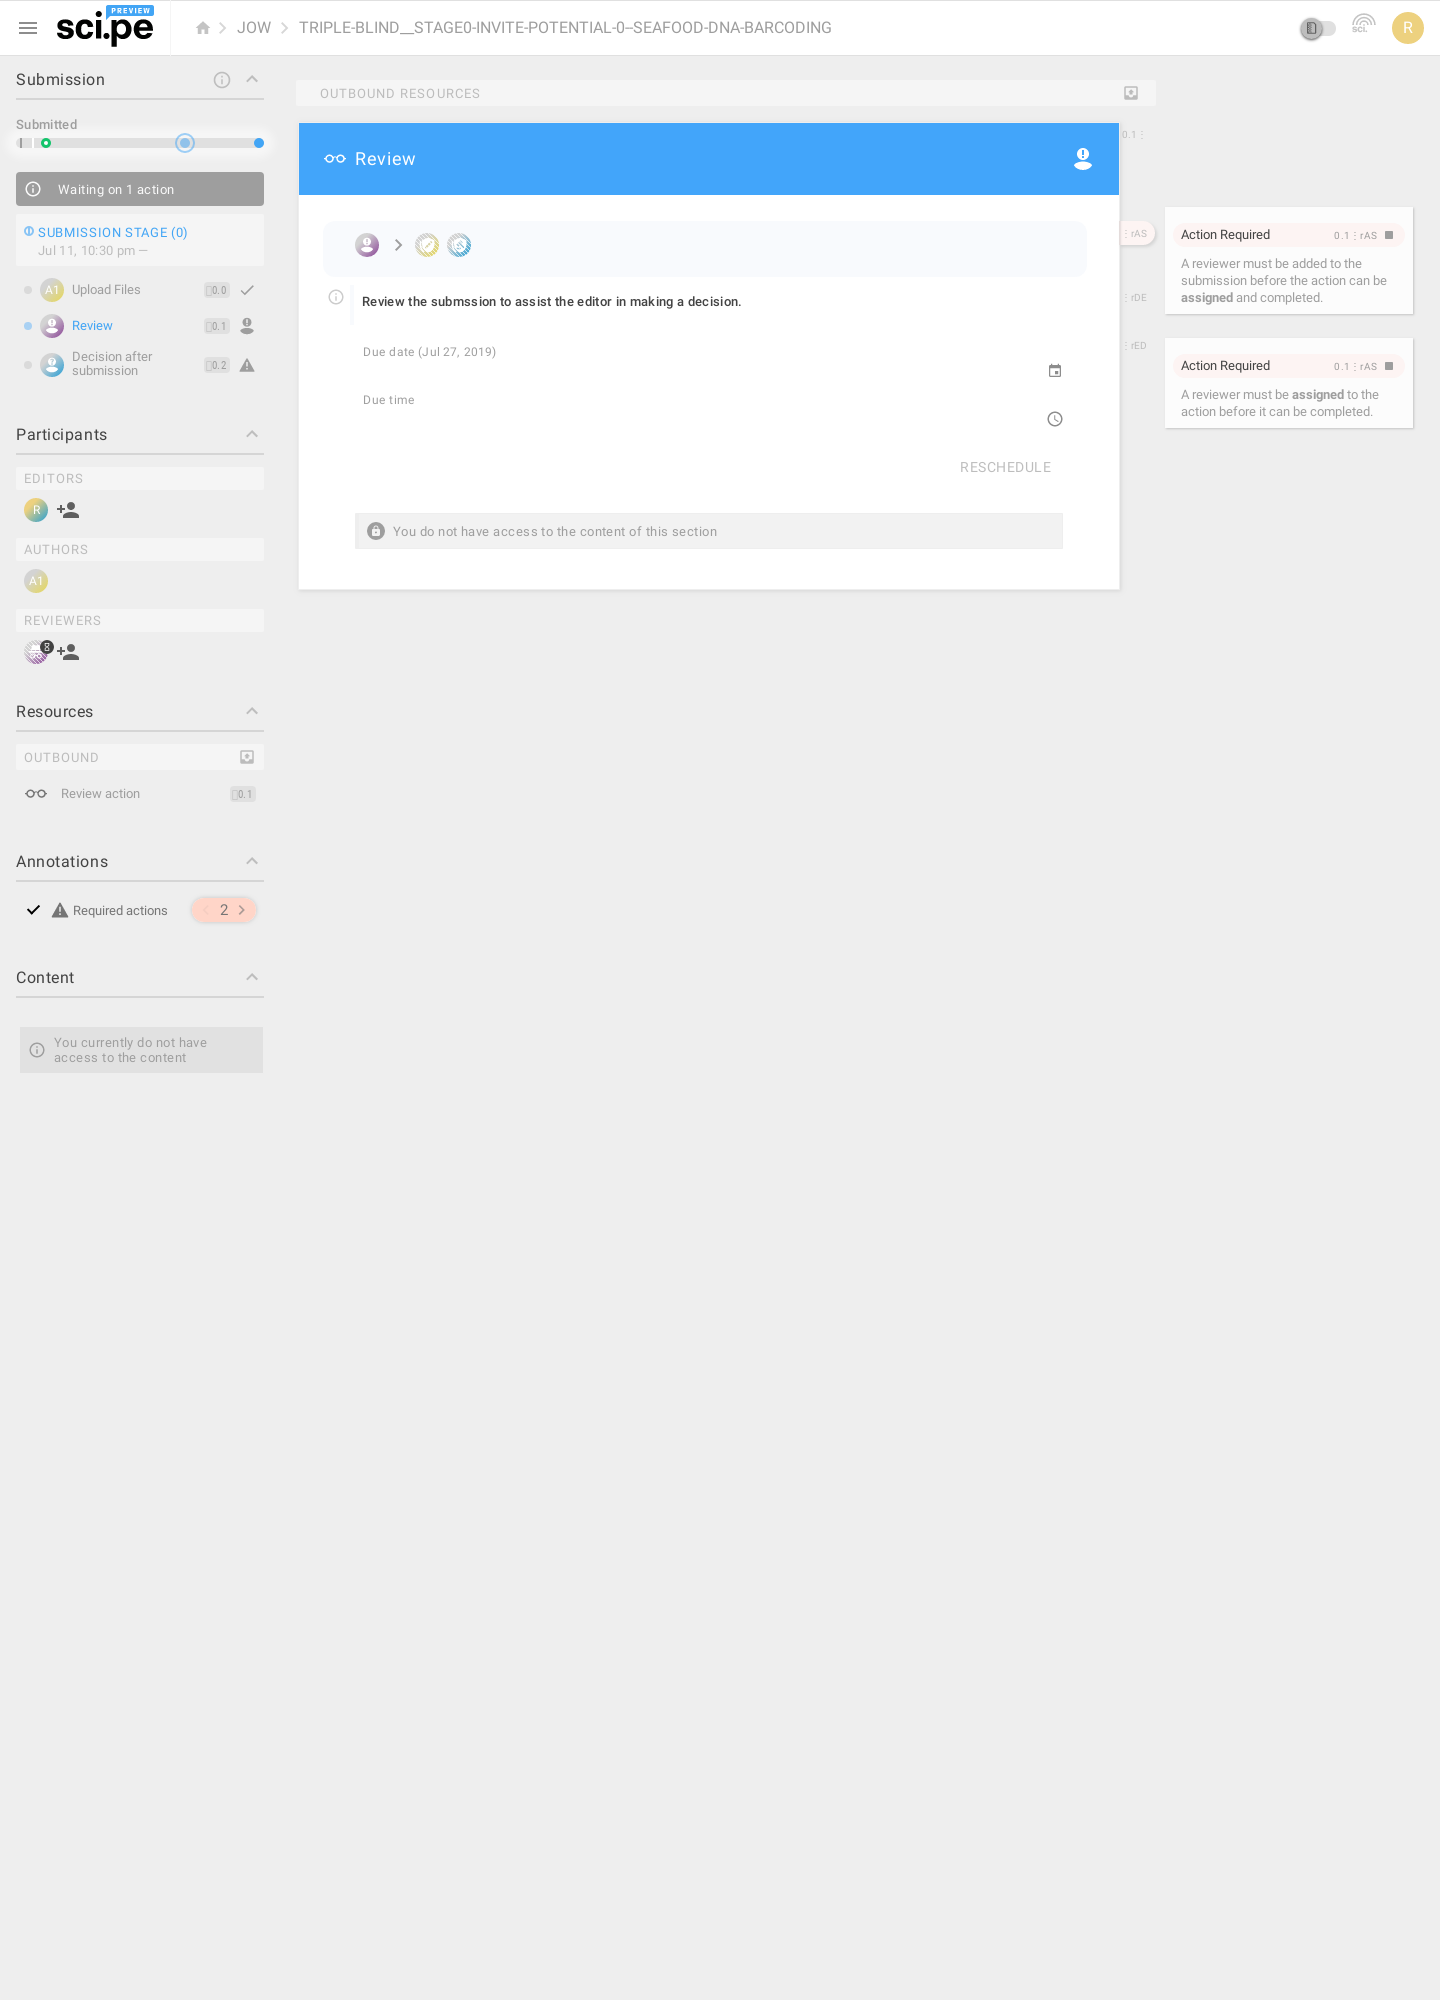 PREVIEW
sci.pe
JOW
TRIPLE-BLIND__STAGE0-INVITE-POTENTIAL-0--SEAFOOD-DNA-BARCODING
sci.
R
Submission
Submitted
Waiting on 1 action
SUBMISSION STAGE (0)
Jul 11, 10:30 pm —
A1 Upload Files 0.0
Review 0.1
Decision after
submission
0.2
Participants
EDITORS
R
AUTHORS
A1
REVIEWERS
Resources
OUTBOUND
Review action 0.1
Annotations
Required actions 2
Content
You currently do not have
access to the content
OUTBOUND RESOURCES
Review
Review the submssion to assist the editor in making a decision.
Due date (Jul 27, 2019)
Due time
RESCHEDULE
You do not have access to the content of this section
0.1⋮
⋮rAS
⋮rDE
⋮rED
Action Required 0.1⋮rAS
A reviewer must be added to the
submission before the action can be
assigned and completed.
Action Required 0.1⋮rAS
A reviewer must be assigned to the
action before it can be completed.